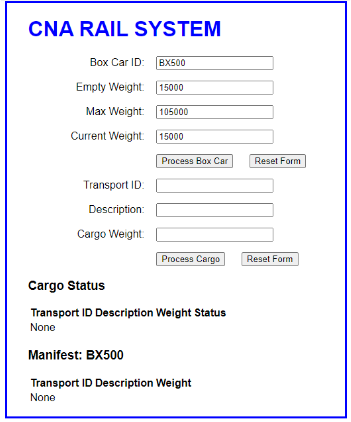 CNA RAIL SYSTEM
Box Car ID: BX500
Empty Weight: 15000
Max Weight: 105000
Current Weight: 15000
Process Box Car Reset Form
Transport ID:
Description:
Cargo Weight:
Process Cargo Reset Form
Cargo Status
Transport ID Description Weight Status
None
Manifest: BX500
Transport ID Description Weight
None